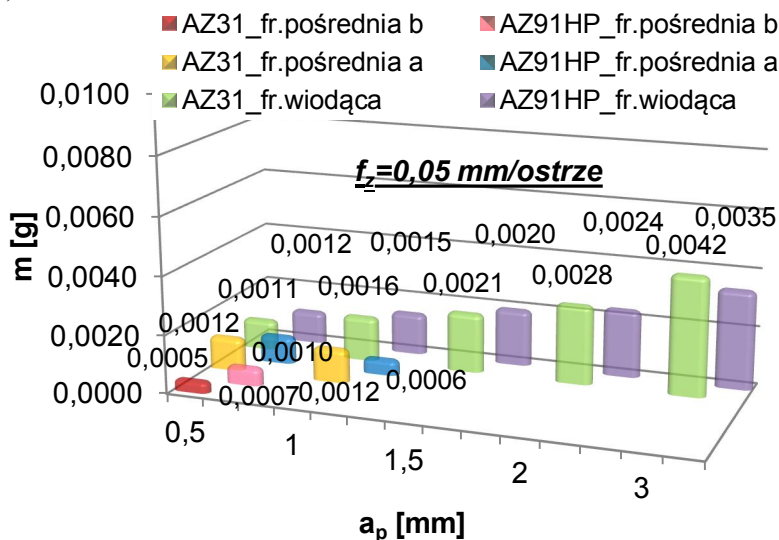 AZ31_fr.pośrednia b AZ91HP_fr.pośrednia b
AZ31_fr.pośrednia a AZ91HP_fr.pośrednia a
AZ31_fr.wiodąca AZ91HP_fr.wiodąca
0,0100
0,0080
0,0060
0,0040
0,0020
0,0000
m [g]
f_z=0,05 mm/ostrze
0,0012 0,0015 0,0020 0,0024 0,0035
0,0011 0,0016 0,0021 0,0028 0,0042
0,0012 0,0010 0,0006
0,0005 0,0007 0,0012
0,5 1 1,5 2 3
a_p [mm]